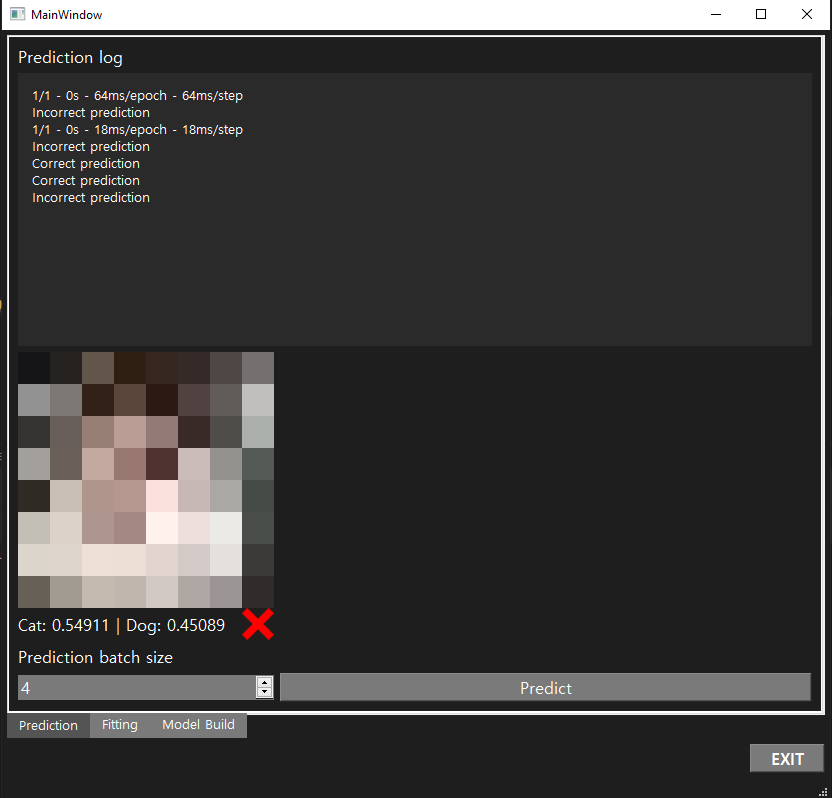 MainWindow
Prediction log
1/1 - 0s - 64ms/epoch - 64ms/step
Incorrect prediction
1/1 - 0s - 18ms/epoch - 18ms/step
Incorrect prediction
Correct prediction
Correct prediction
Incorrect prediction
Cat: 0.54911 | Dog: 0.45089
Prediction batch size
4
Predict
Prediction Fitting Model Build
EXIT